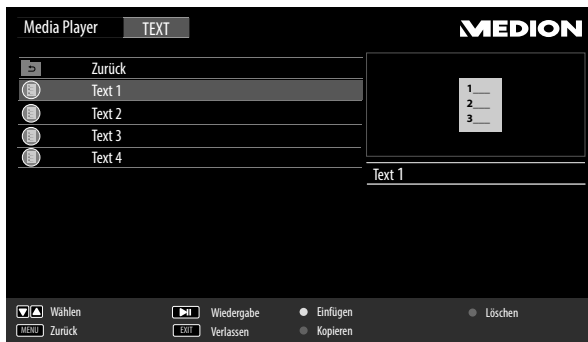 Media Player TEXT MEDION
Zurück
Text 1
Text 2
Text 3
Text 4
1
2
3
Text 1
Wählen Wiedergabe Einfügen Löschen
MENU Zurück EXIT Verlassen Kopieren